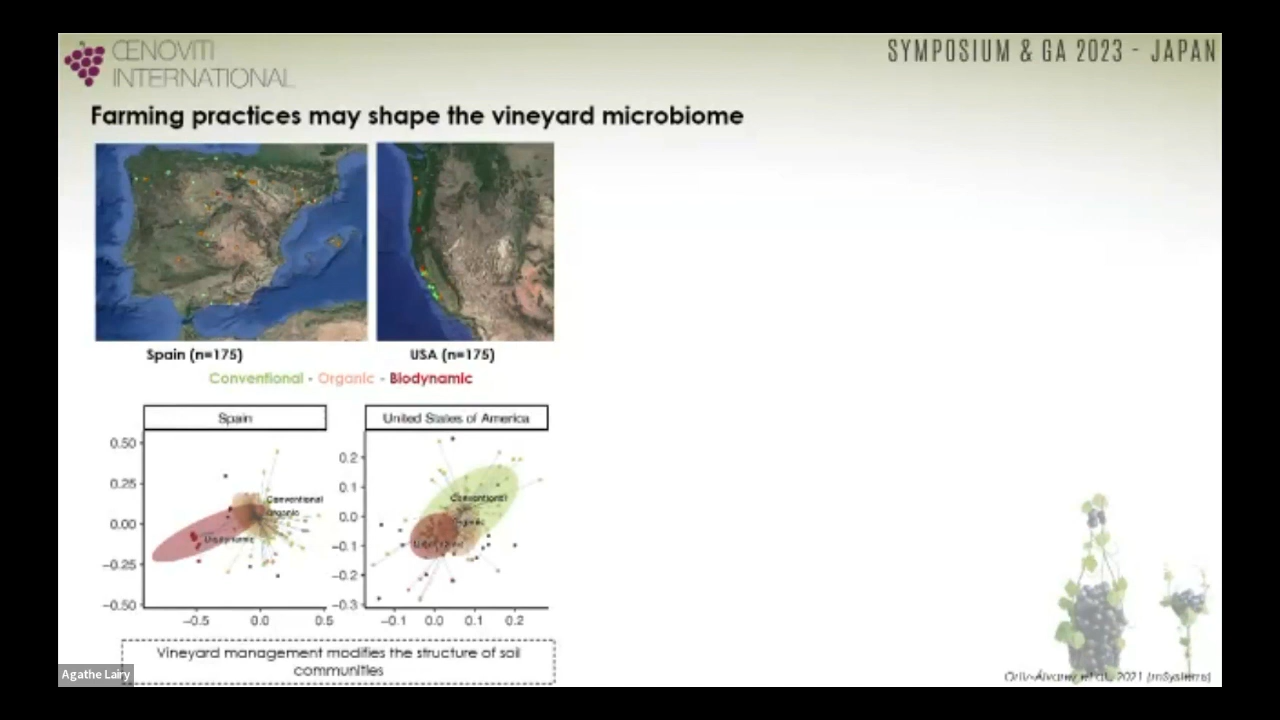 ŒNOVITI
INTERNATIONAL
SYMPOSIUM & GA 2023 - JAPAN
Farming practices may shape the vineyard microbiome
Spain (n=175)
USA (n=175)
Conventional - Organic - Biodynamic
Spain
United States of America
0.50
0.25
0.00
−0.25
−0.50
Conventional
Organic
Biodynamic
−0.5
0.0
0.5
0.2
0.1
0.0
−0.1
−0.2
−0.3
Conventional
Organic
−0.1
0.0
0.1
0.2
Vineyard management modifies the structure of soil
communities
Agathe Lairy
2021 (mSystems)